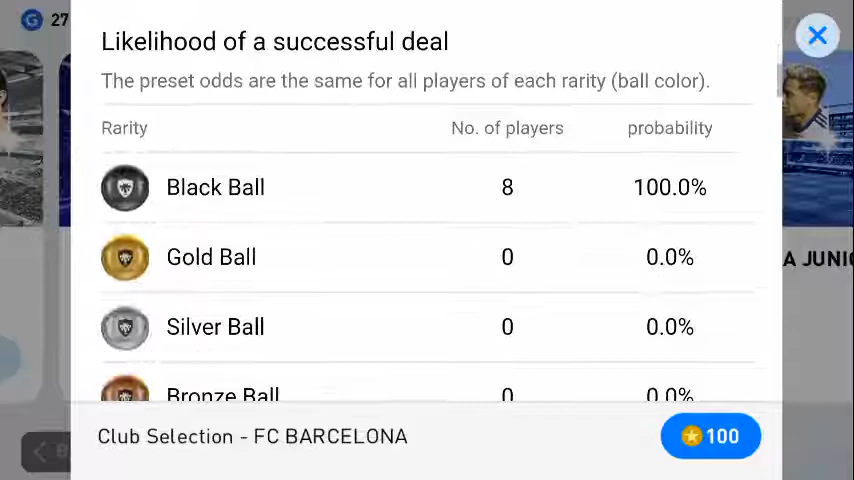 27
Likelihood of a successful deal
The preset odds are the same for all players of each rarity (ball color).
Rarity No. of players probability
Black Ball 8 100.0%
Gold Ball 0 0.0%
A JUNIO
Silver Ball 0 0.0%
Bronze Ball 0 0.0%
Club Selection - FC BARCELONA 100